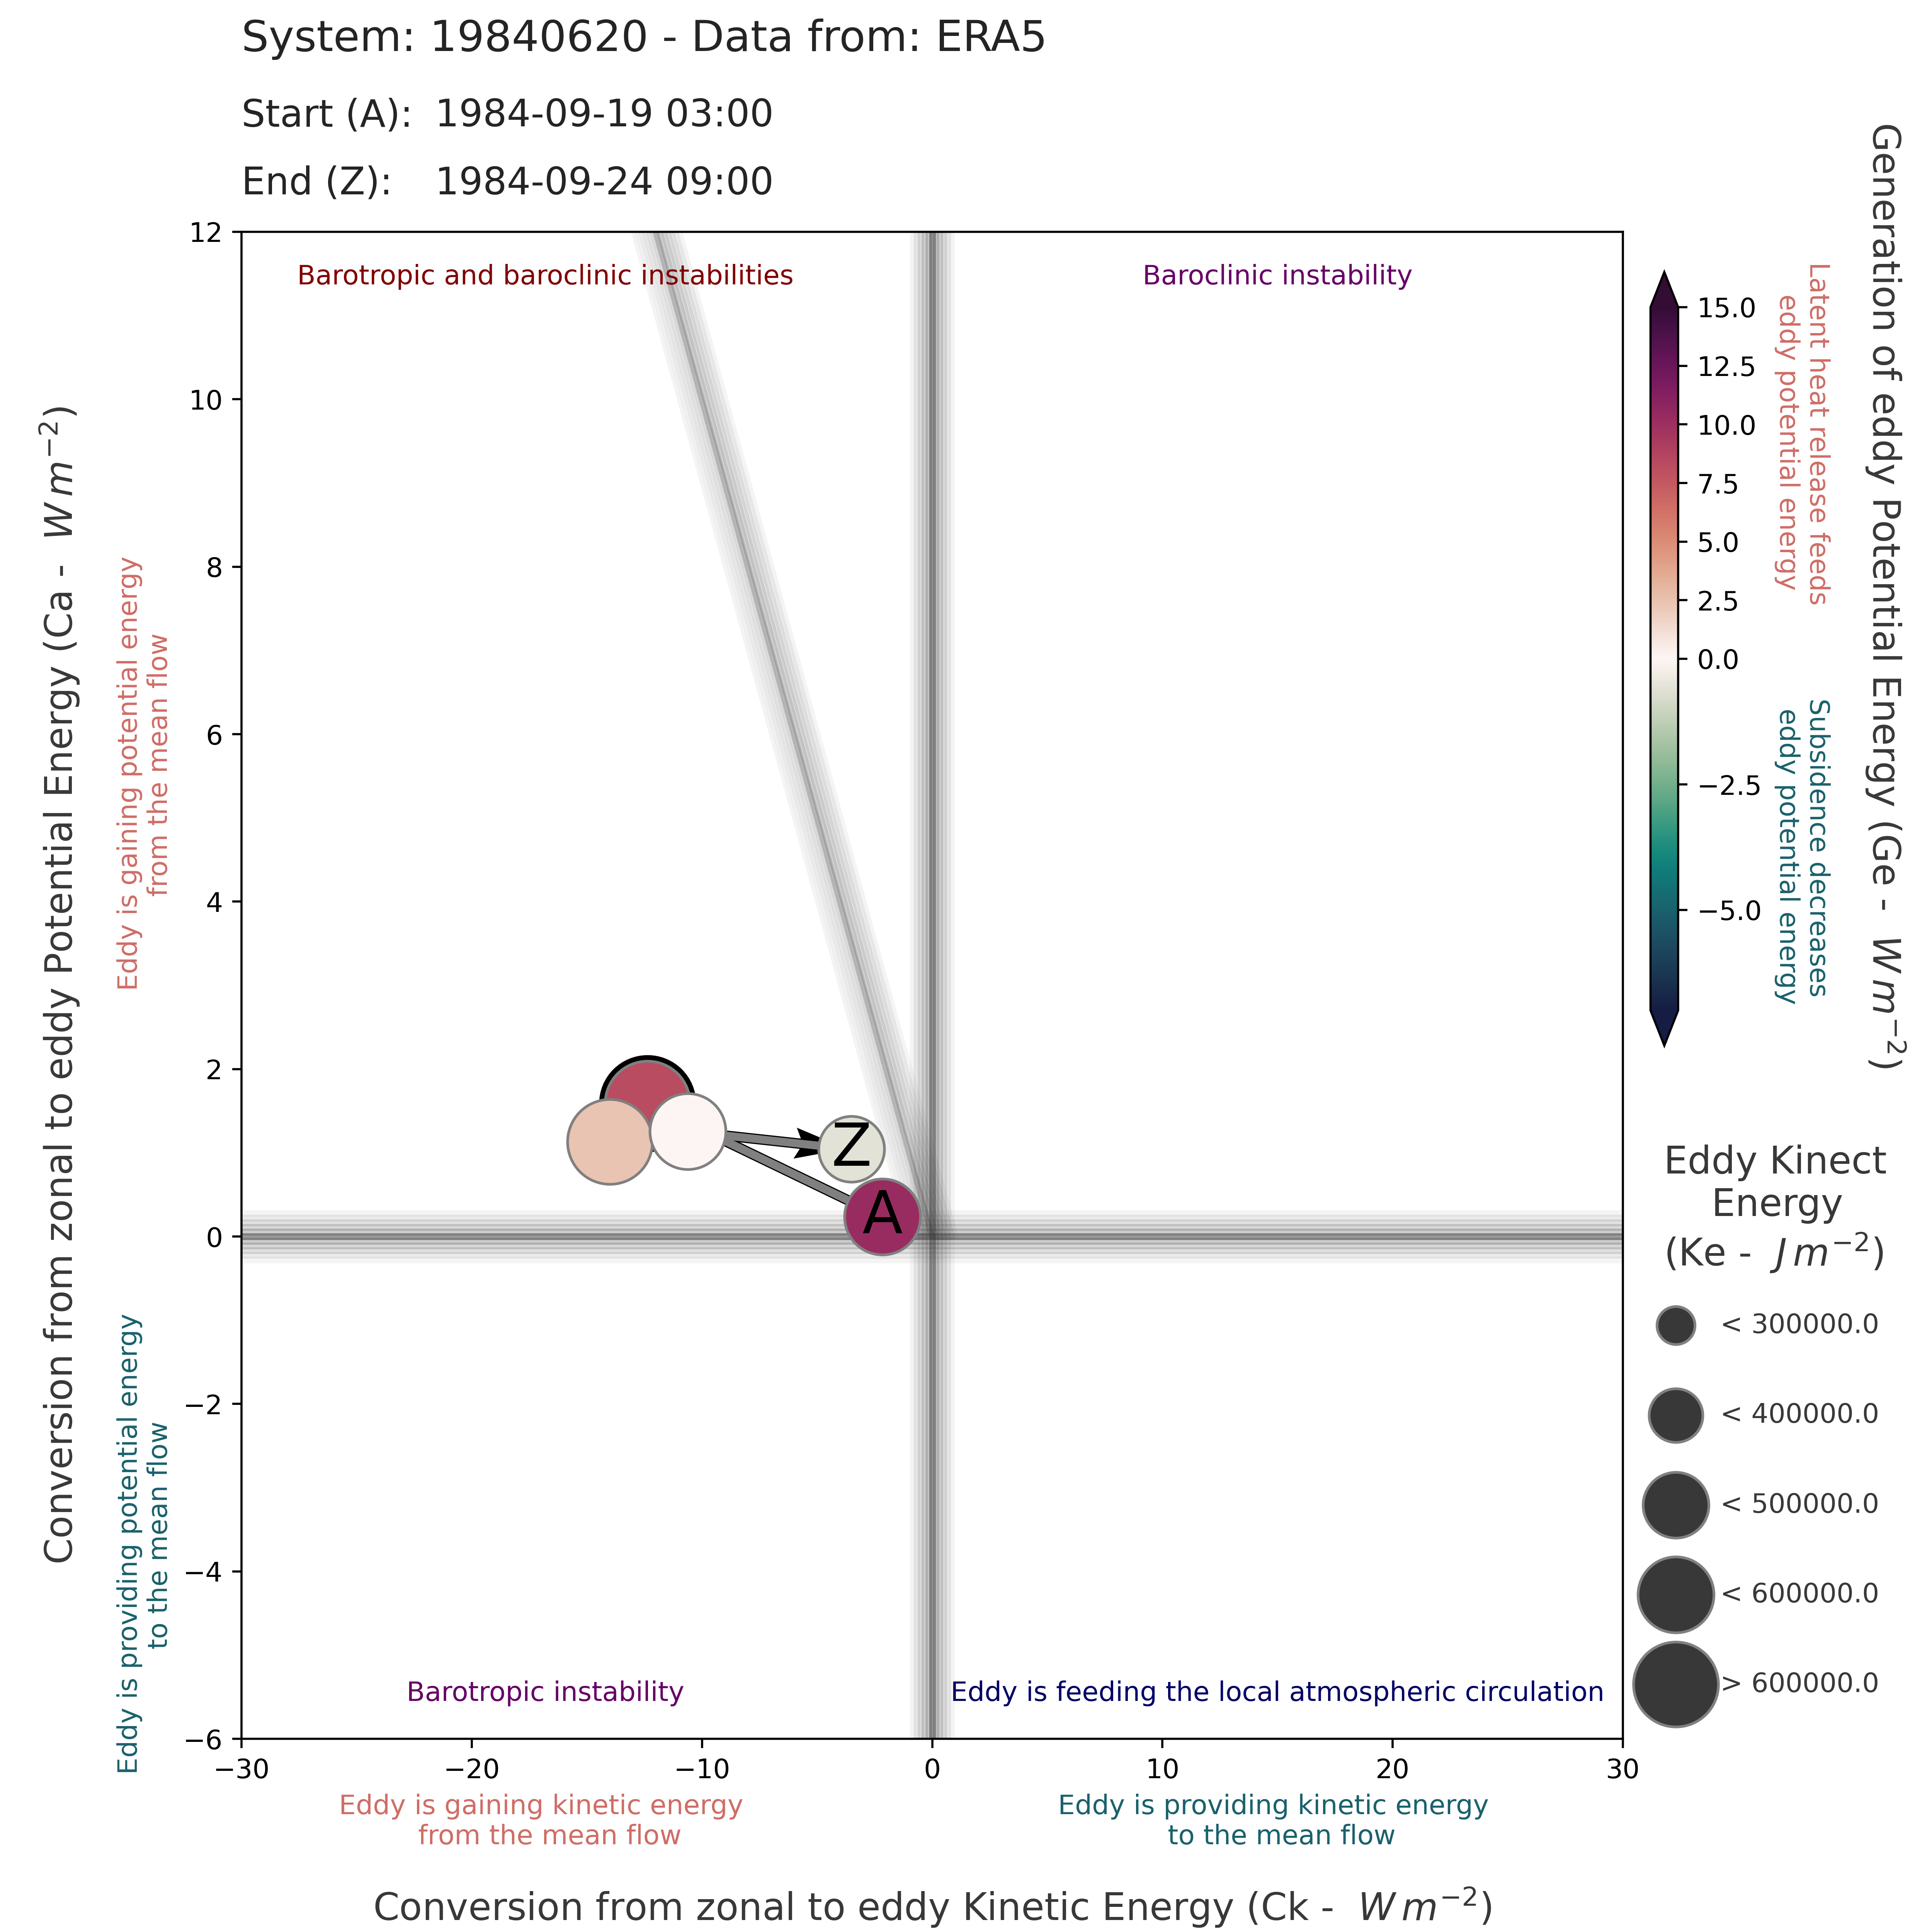 System: 19840620 - Data from: ERA5
Start (A): 1984-09-19 03:00
End (Z): 1984-09-24 09:00
Conversion from zonal to eddy Potential Energy (Ca - W m⁻²)
Eddy is gaining potential energy
from the mean flow
Eddy is providing potential energy
to the mean flow
12
10
8
6
4
2
0
−2
−4
−6
Barotropic and baroclinic instabilities
Baroclinic instability
Z
A
Barotropic instability
Eddy is feeding the local atmospheric circulation
−30
−20
−10
0
10
20
30
Eddy is gaining kinetic energy
from the mean flow
Eddy is providing kinetic energy
to the mean flow
Conversion from zonal to eddy Kinetic Energy (Ck - W m⁻²)
15.0
12.5
10.0
7.5
5.0
2.5
0.0
−2.5
−5.0
Latent heat release feeds
eddy potential energy
Subsidence decreases
eddy potential energy
Generation of eddy Potential Energy (Ge - W m⁻²)
Eddy Kinect
Energy
(Ke - J m⁻²)
< 300000.0
< 400000.0
< 500000.0
< 600000.0
> 600000.0